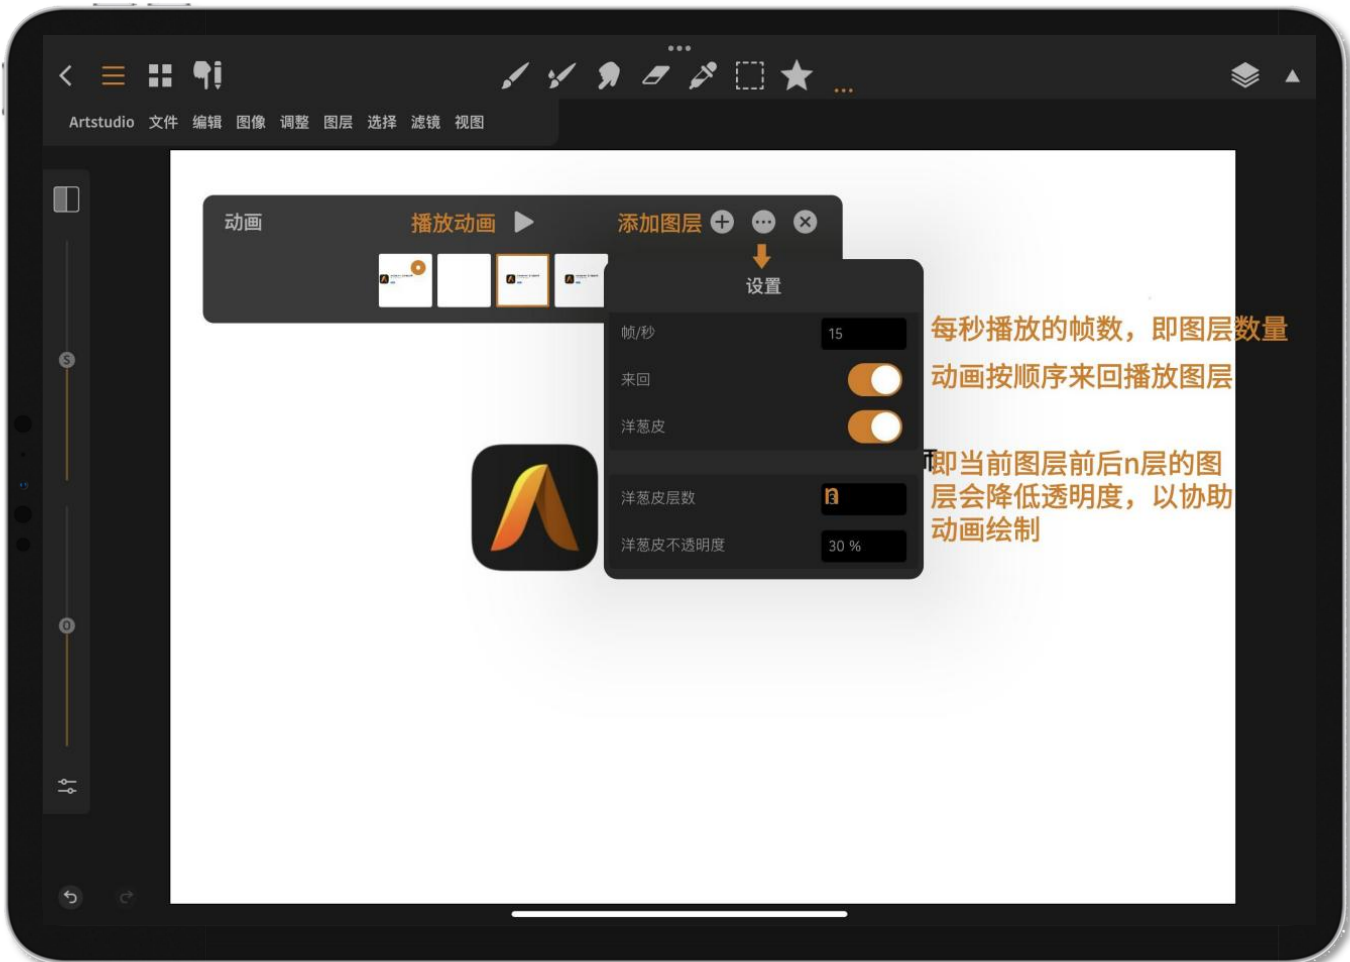 Artstudio 文件 编辑 图像 调整 图层 选择 滤镜 视图
动画 播放动画 添加图层
设置
帧/秒 15 每秒播放的帧数，即图层数量
来回 动画按顺序来回播放图层
洋葱皮
S
即当前图层前后n层的图
洋葱皮层数 n 层会降低透明度，以协助
动画绘制
洋葱皮不透明度 30 %
O